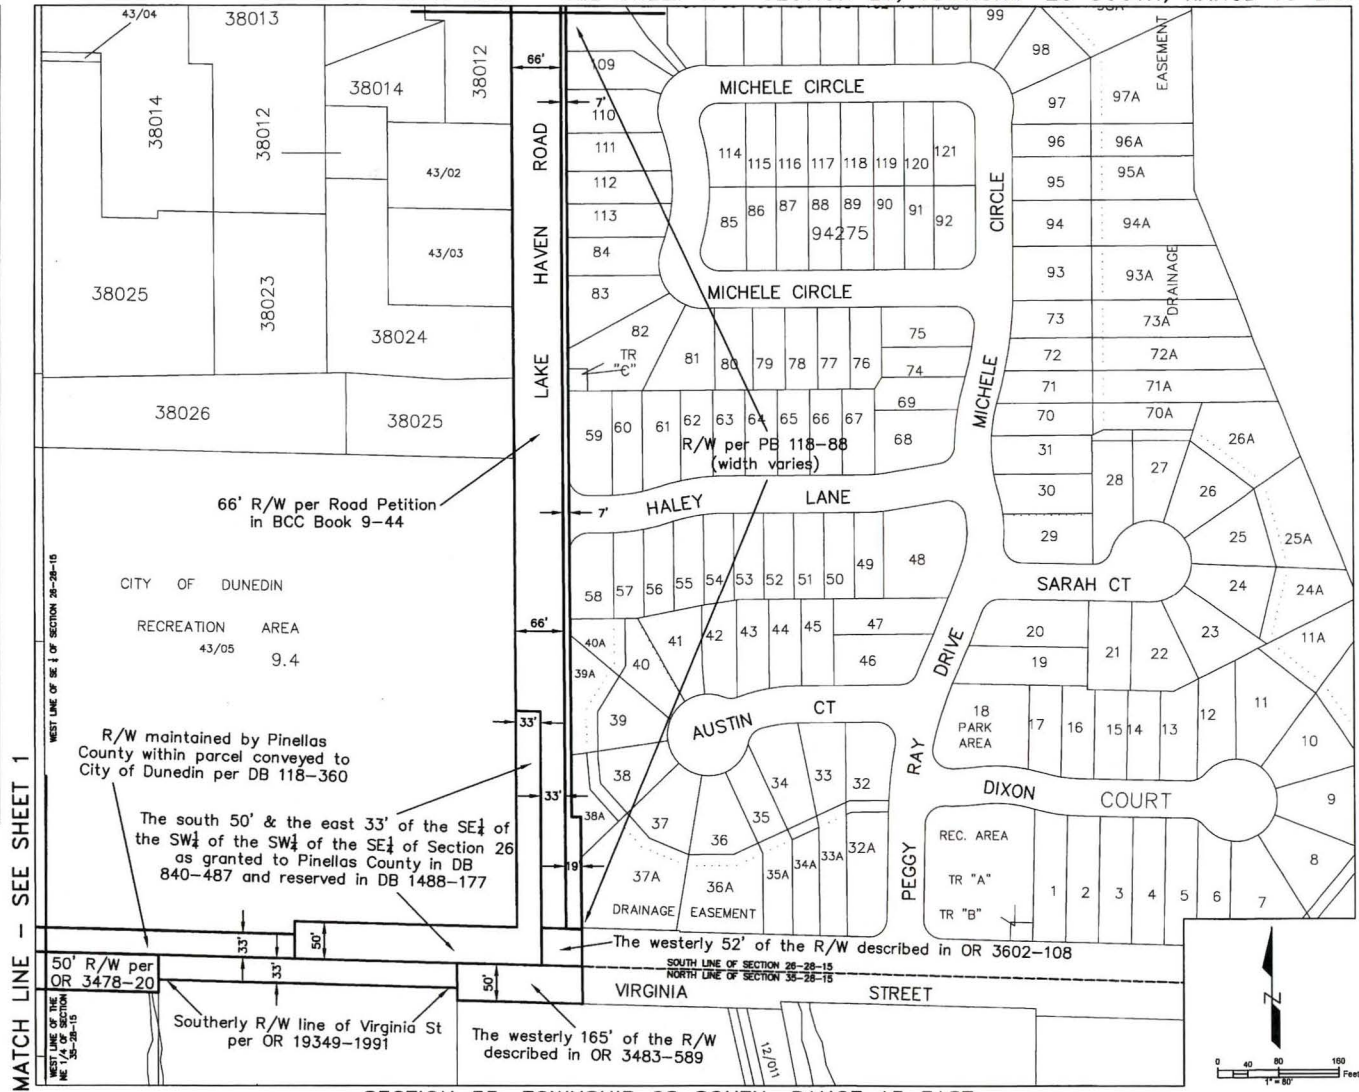 43/04
38013
38014
38012
38014
38012
43/02
43/03
38025
38023
38024
38026
38025
66'
7'
LAKE HAVEN ROAD
66' R/W per Road Petition
in BCC Book 9-44
CITY OF DUNEDIN
RECREATION AREA
43/05
9.4
WEST LINE OF SE ¼ OF SECTION 26-28-15
R/W maintained by Pinellas
County within parcel conveyed to
City of Dunedin per DB 118-360
The south 50' & the east 33' of the SE¼ of
the SW¼ of the SW¼ of the SE¼ of Section 26
as granted to Pinellas County in DB
840-487 and reserved in DB 1488-177
MATCH LINE - SEE SHEET 1
50' R/W per
OR 3478-20
WEST LINE OF THE
NE 1/4 OF SECTION
35-28-15
33'
33'
50'
50'
Southerly R/W line of Virginia St
per OR 19349-1991
The westerly 165' of the R/W
described in OR 3483-589
The westerly 52' of the R/W described in OR 3602-108
SOUTH LINE OF SECTION 26-28-15
NORTH LINE OF SECTION 35-28-15
VIRGINIA STREET
12/011
66'
33'
33'
19'
7'
R/W per PB 118-88
(width varies)
99
98
97
97A
EASEMENT
96
96A
95
95A
94
94A
93
93A
DRAINAGE
73
73A
72
72A
71
71A
70
70A
109
110
111
112
113
84
83
82
TR
"C"
MICHELE CIRCLE
114 115 116 117 118 119 120 121
85 86 87 88 89 90 91 92
94275
MICHELE CIRCLE
CIRCLE
MICHELE
81 80 79 78 77 76
75
74
69
68
59 60 61 62 63 64 65 66 67
HALEY LANE
31
30
29
28
27
26A
26
25
25A
24
24A
23
11A
SARAH CT
58 57 56 55 54 53 52 51 50 49 48
40A
39A
40
41 42 43 44 45
47
46
39
38
38A
37
37A
36
36A
35
35A
34
34A
33
33A
32
32A
AUSTIN CT
DRAINAGE EASEMENT
PEGGY RAY DRIVE
20
19
21
22
18
PARK
AREA
17 16 15 14 13 12 11
10
9
8
7
DIXON COURT
REC. AREA
TR "A"
TR "B"
1 2 3 4 5 6
N
0 40 80 160
Feet
1" = 80'